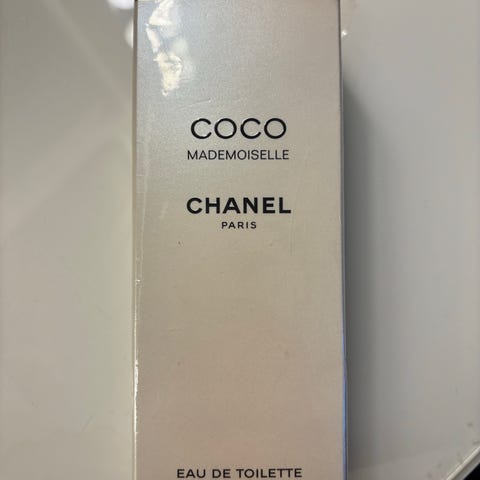 COCO
MADEMOISELLE
CHANEL
PARIS
EAU DE TOILETTE